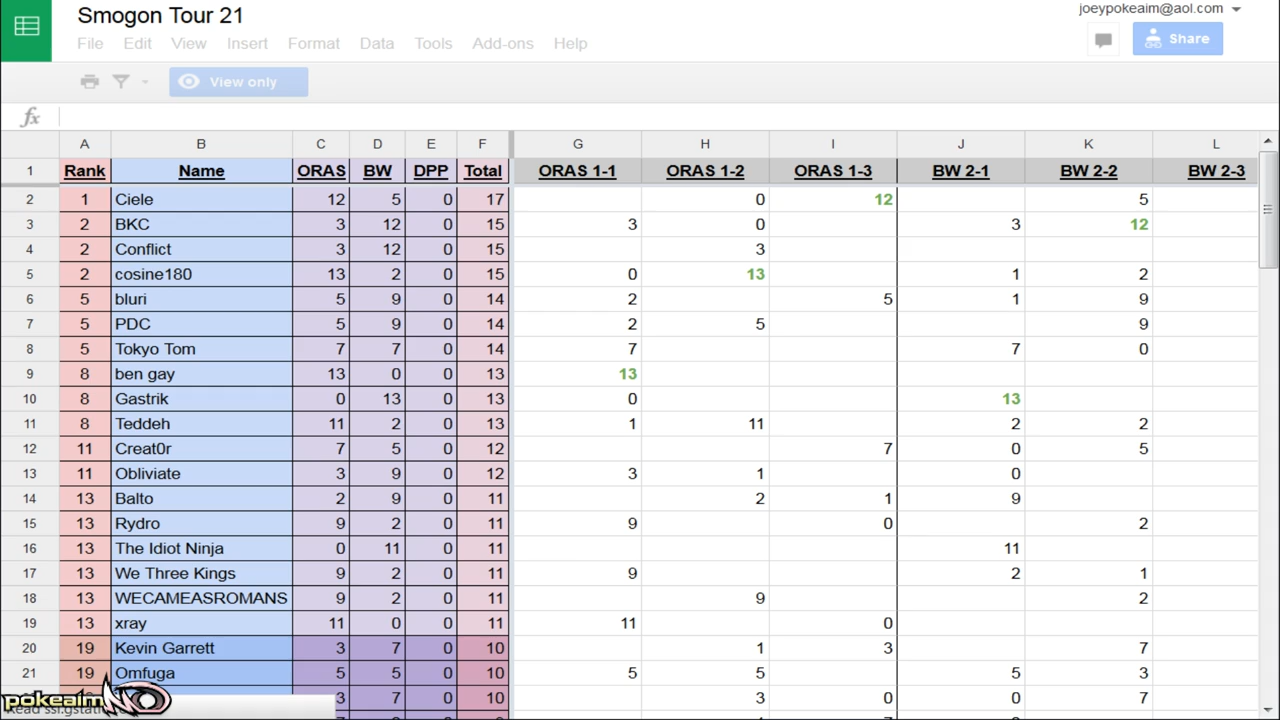 Smogon Tour 21
joeypokeaim@aol.com
File Edit View Insert Format Data Tools Add-ons Help
Share
View only
fx
A B C D E F G H I J K L
1 Rank Name ORAS BW DPP Total ORAS 1-1 ORAS 1-2 ORAS 1-3 BW 2-1 BW 2-2 BW 2-3
2 1 Ciele 12 5 0 17 0 12 5
3 2 BKC 3 12 0 15 3 0 3 12
4 2 Conflict 3 12 0 15 3
5 2 cosine180 13 2 0 15 0 13 1 2
6 5 bluri 5 9 0 14 2 5 1 9
7 5 PDC 5 9 0 14 2 5 9
8 5 Tokyo Tom 7 7 0 14 7 7 0
9 8 ben gay 13 0 0 13 13
10 8 Gastrik 0 13 0 13 0 13
11 8 Teddeh 11 2 0 13 1 11 2 2
12 11 Creat0r 7 5 0 12 7 0 5
13 11 Obliviate 3 9 0 12 3 1 0
14 13 Balto 2 9 0 11 2 1 9
15 13 Rydro 9 2 0 11 9 0 2
16 13 The Idiot Ninja 0 11 0 11 11
17 13 We Three Kings 9 2 0 11 9 2 1
18 13 WECAMEASROMANS 9 2 0 11 9 2
19 13 xray 11 0 0 11 11 0
20 19 Kevin Garrett 3 7 0 10 1 3 7
21 19 Omfuga 5 5 0 10 5 5 5 3
3 7 0 10 3 0 0 7
pokeaim